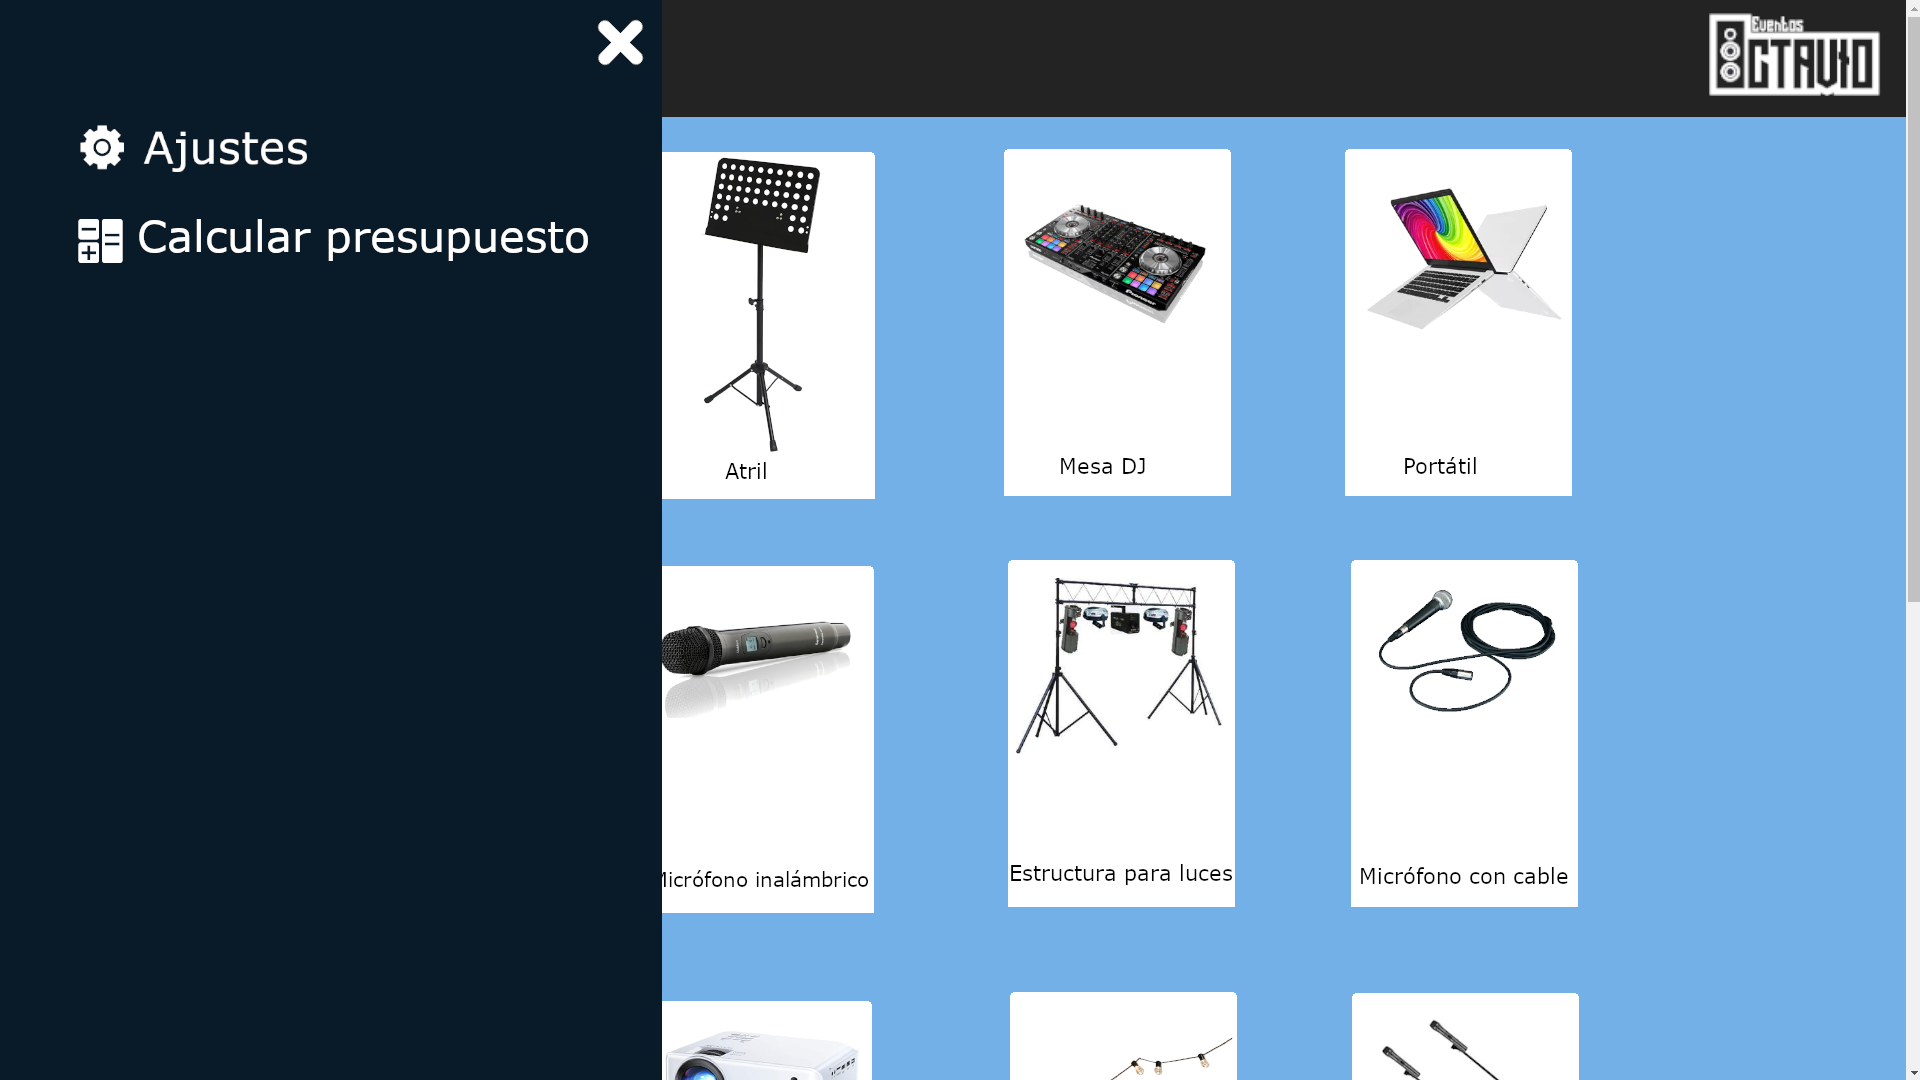 Eventos
OCTAVIO
Ajustes
Calcular presupuesto
Atril
Mesa DJ
Portátil
Micrófono inalámbrico
Estructura para luces
Micrófono con cable